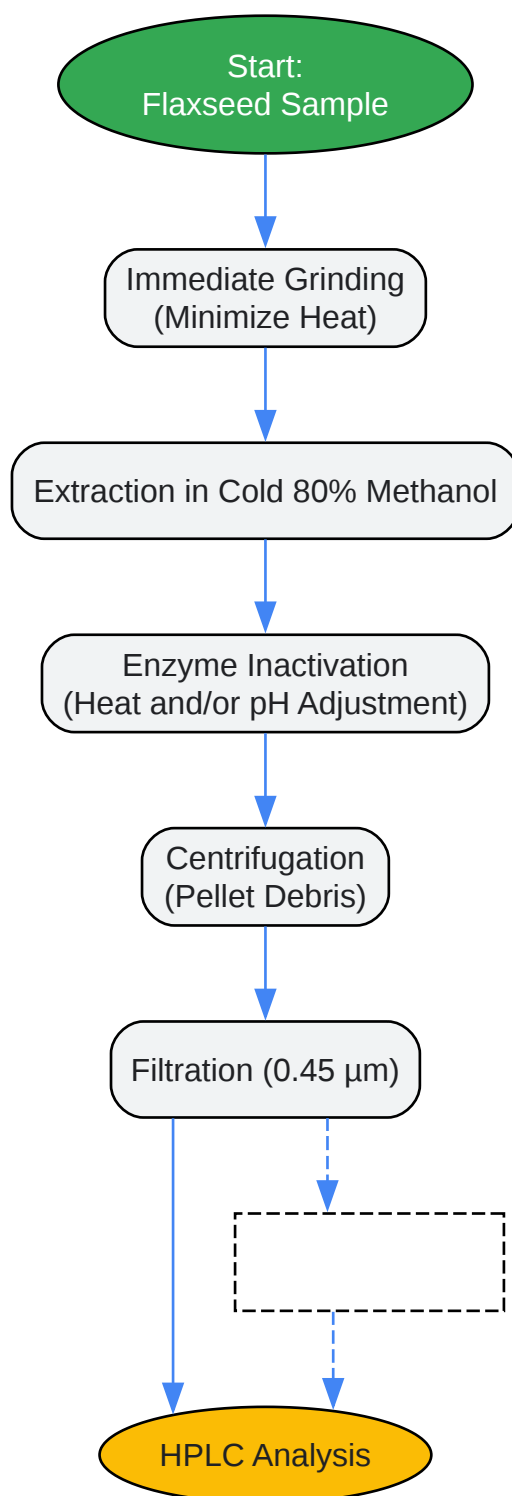 Start:
Flaxseed Sample
Immediate Grinding
(Minimize Heat)
Extraction in Cold 80% Methanol
Enzyme Inactivation
(Heat and/or pH Adjustment)
Centrifugation
(Pellet Debris)
Filtration (0.45 µm)
HPLC Analysis